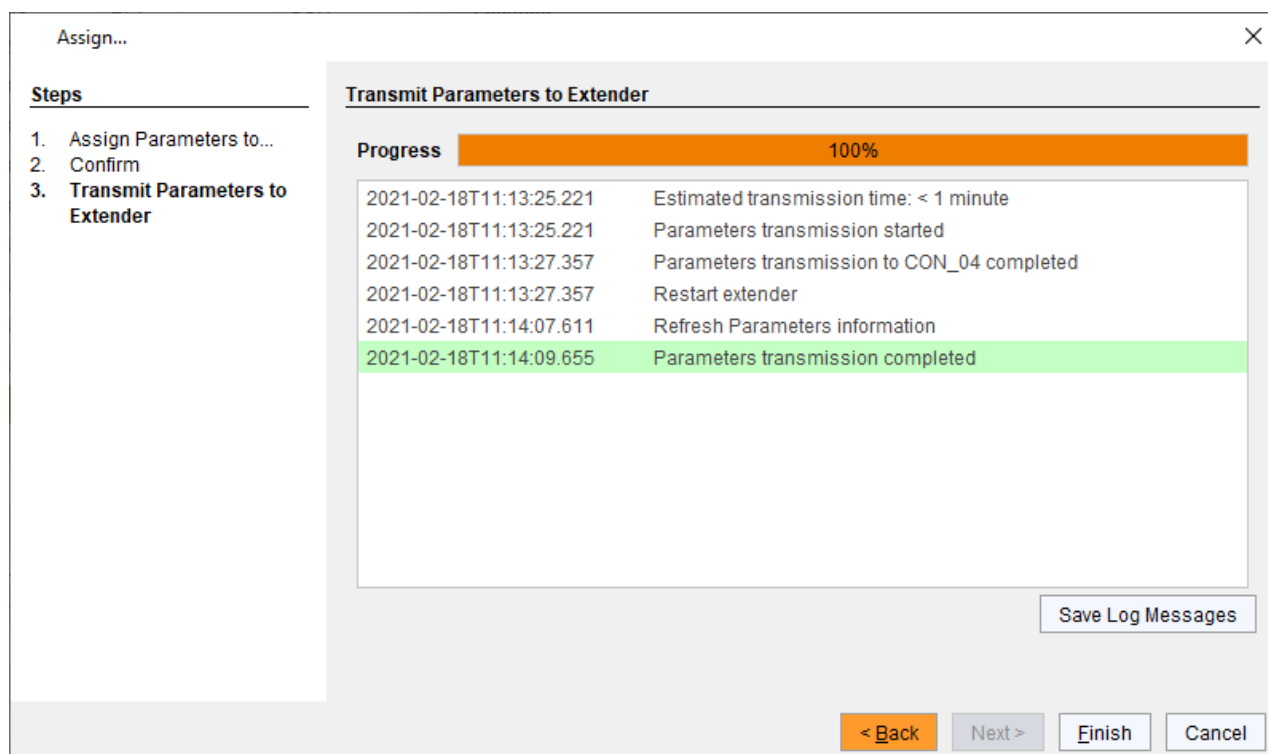 Assign...
Steps
1. Assign Parameters to...
2. Confirm
3. Transmit Parameters to
Extender
Transmit Parameters to Extender
Progress 100%
2021-02-18T11:13:25.221 Estimated transmission time: < 1 minute
2021-02-18T11:13:25.221 Parameters transmission started
2021-02-18T11:13:27.357 Parameters transmission to CON_04 completed
2021-02-18T11:13:27.357 Restart extender
2021-02-18T11:14:07.611 Refresh Parameters information
2021-02-18T11:14:09.655 Parameters transmission completed
Save Log Messages
< Back Next > Finish Cancel